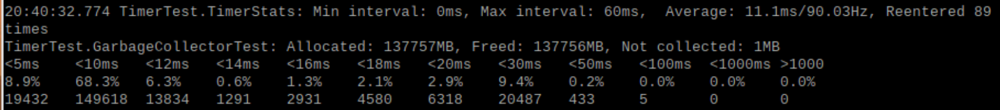 20:40:32.774 TimerTest.TimerStats: Min interval: 0ms, Max interval: 60ms,  Average: 11.1ms/90.03Hz, Reentered 89
times
TimerTest.GarbageCollectorTest: Allocated: 137757MB, Freed: 137756MB, Not collected: 1MB
<5ms    <10ms   <12ms   <14ms   <16ms   <18ms   <20ms   <30ms   <50ms   <100ms  <1000ms >1000
8.9%    68.3%   6.3%    0.6%    1.3%    2.1%    2.9%    9.4%    0.2%    0.0%    0.0%    0.0%
19432   149618  13834   1291    2931    4580    6318    20487   433     5       0       0